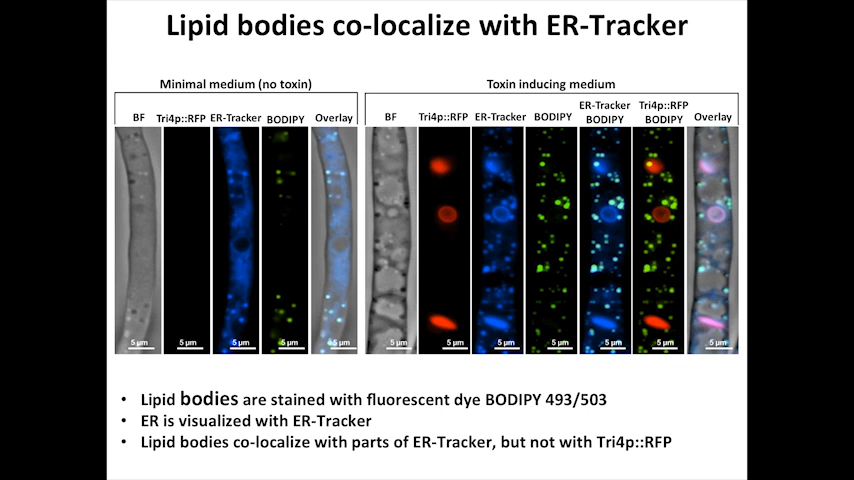 Lipid bodies co-localize with ER-Tracker
Minimal medium (no toxin)
Toxin inducing medium
BF Tri4p::RFP ER-Tracker BODIPY Overlay
BF Tri4p::RFP ER-Tracker BODIPY ER-Tracker BODIPY Tri4p::RFP BODIPY Overlay
5 µm 5 µm 5 µm 5 µm 5 µm
5 µm 5 µm 5 µm 5 µm 5 µm 5 µm 5 µm
• Lipid bodies are stained with fluorescent dye BODIPY 493/503
• ER is visualized with ER-Tracker
• Lipid bodies co-localize with parts of ER-Tracker, but not with Tri4p::RFP